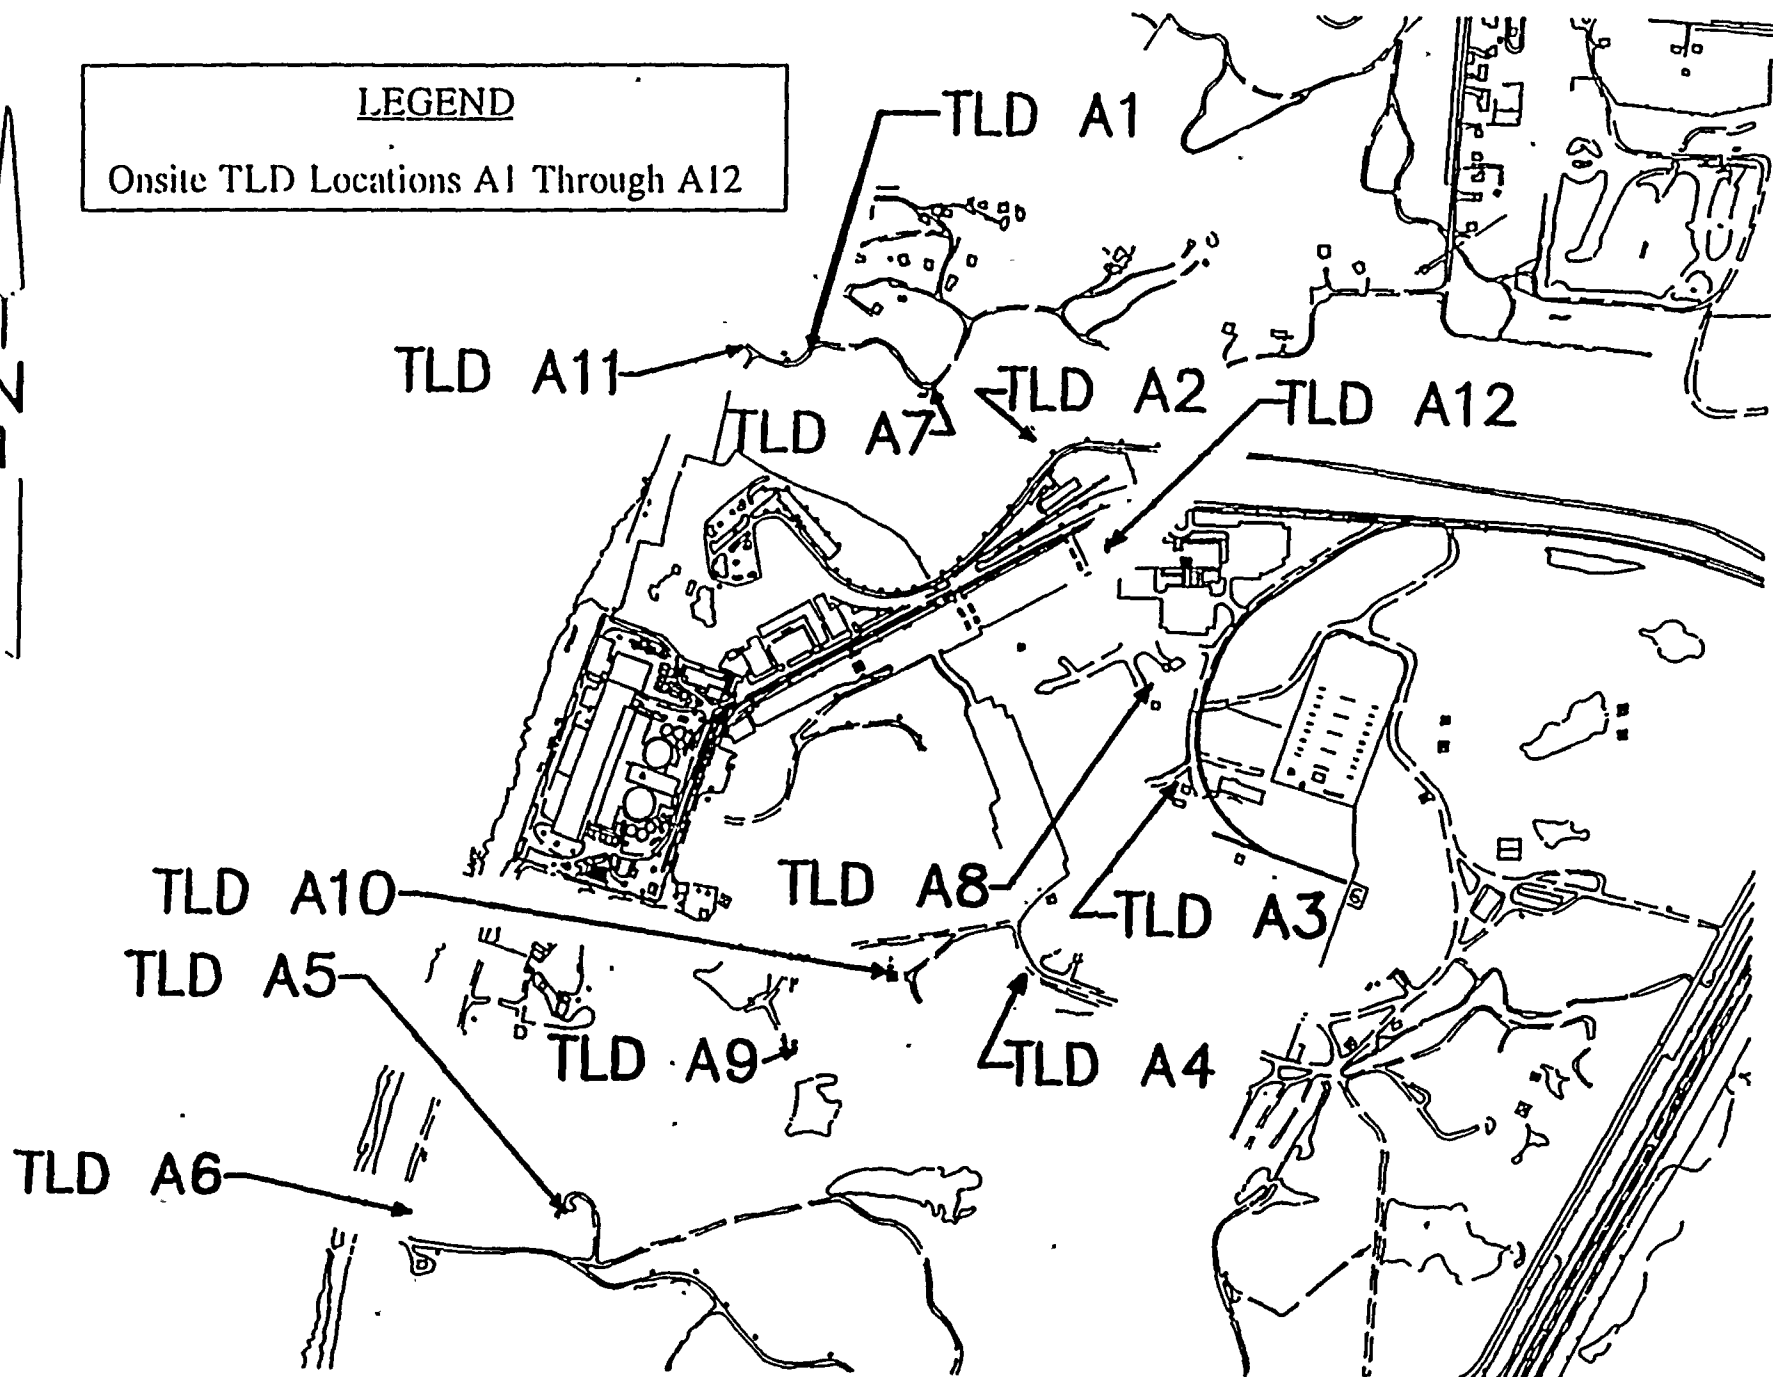 LEGEND
Onsite TLD Locations A1 Through A12
TLD A1
TLD A11
TLD A2
TLD A12
TLD A7
N
TLD A8
TLD A10
TLD A3
TLD A5
TLD A9
TLD A4
TLD A6